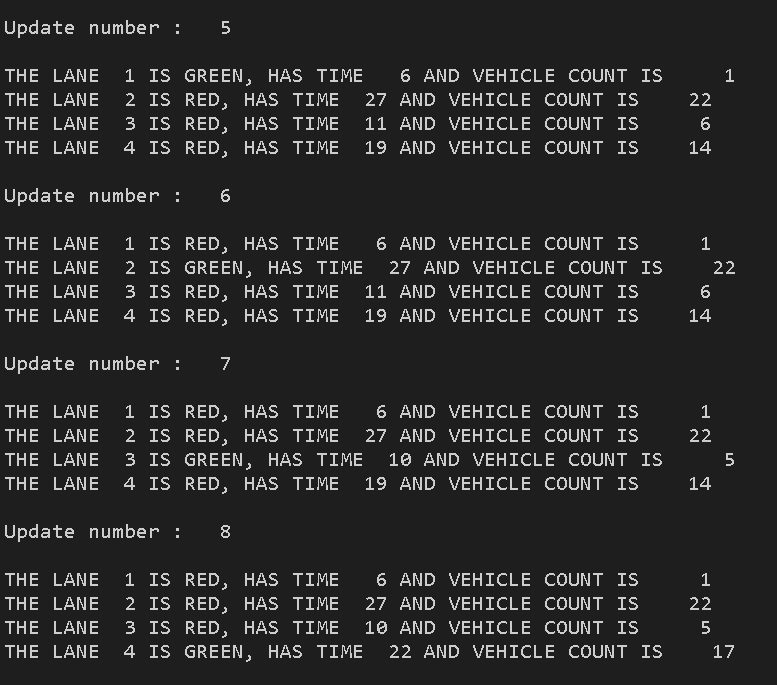 Update number :   5
THE LANE  1 IS GREEN, HAS TIME   6 AND VEHICLE COUNT IS     1
THE LANE  2 IS RED, HAS TIME  27 AND VEHICLE COUNT IS    22
THE LANE  3 IS RED, HAS TIME  11 AND VEHICLE COUNT IS     6
THE LANE  4 IS RED, HAS TIME  19 AND VEHICLE COUNT IS    14
Update number :   6
THE LANE  1 IS RED, HAS TIME   6 AND VEHICLE COUNT IS     1
THE LANE  2 IS GREEN, HAS TIME  27 AND VEHICLE COUNT IS    22
THE LANE  3 IS RED, HAS TIME  11 AND VEHICLE COUNT IS     6
THE LANE  4 IS RED, HAS TIME  19 AND VEHICLE COUNT IS    14
Update number :   7
THE LANE  1 IS RED, HAS TIME   6 AND VEHICLE COUNT IS     1
THE LANE  2 IS RED, HAS TIME  27 AND VEHICLE COUNT IS    22
THE LANE  3 IS GREEN, HAS TIME  10 AND VEHICLE COUNT IS     5
THE LANE  4 IS RED, HAS TIME  19 AND VEHICLE COUNT IS    14
Update number :   8
THE LANE  1 IS RED, HAS TIME   6 AND VEHICLE COUNT IS     1
THE LANE  2 IS RED, HAS TIME  27 AND VEHICLE COUNT IS    22
THE LANE  3 IS RED, HAS TIME  10 AND VEHICLE COUNT IS     5
THE LANE  4 IS GREEN, HAS TIME  22 AND VEHICLE COUNT IS    17